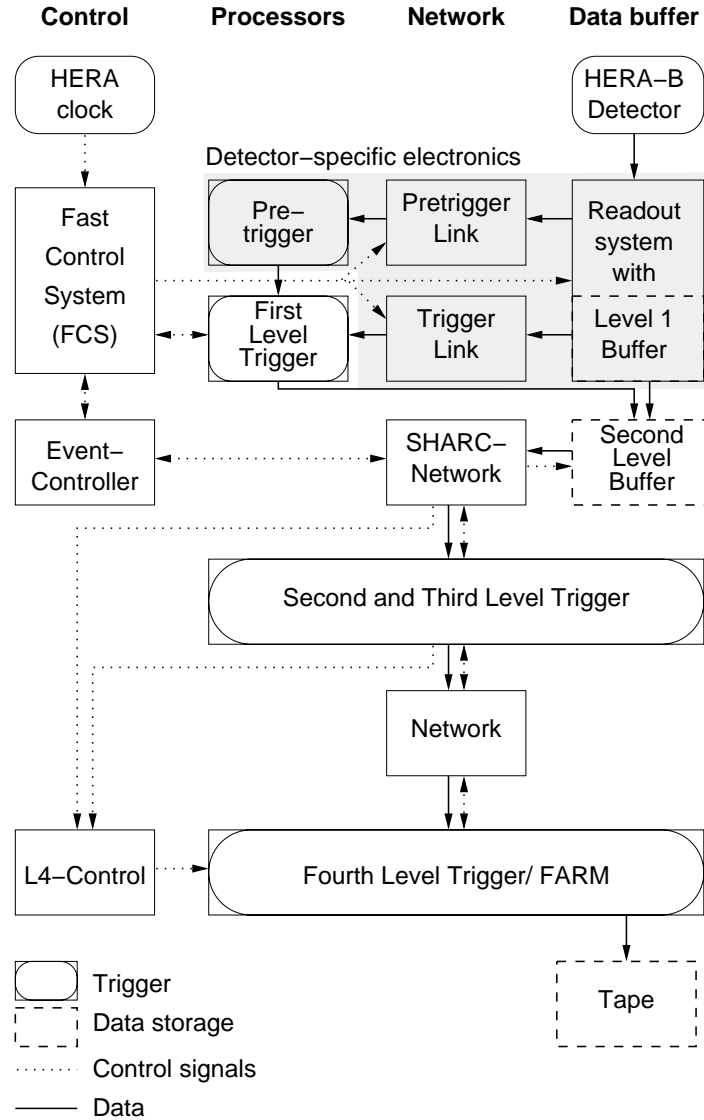 Control Processors Network Data buffer
HERA
clock
HERA−B
Detector
Detector−specific electronics
Fast
Control
System
(FCS)
Pre−
trigger
Pretrigger
Link
Readout
system
with
First
Level
Trigger
Trigger
Link
Level 1
Buffer
Event−
Controller
SHARC−
Network
Second
Level
Buffer
Second and Third Level Trigger
Network
L4−Control
Fourth Level Trigger/ FARM
Trigger
Data storage
Control signals
Data
Tape